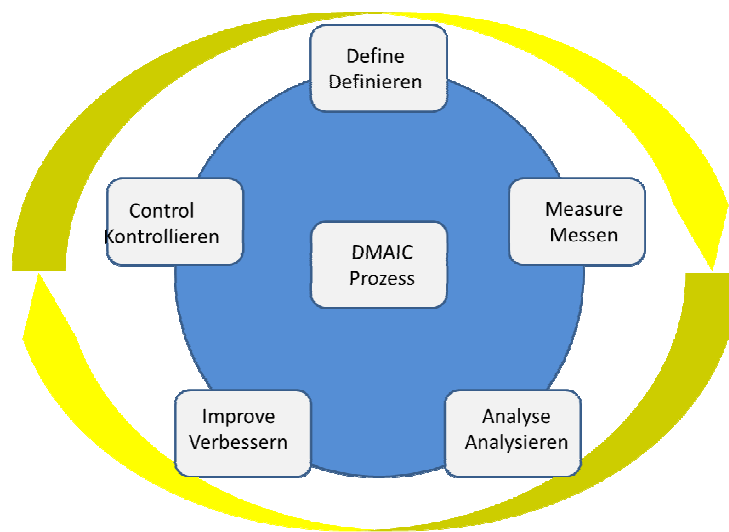 Define
Definieren
Measure
Messen
Analyse
Analysieren
Improve
Verbessern
Control
Kontrollieren
DMAIC
Prozess